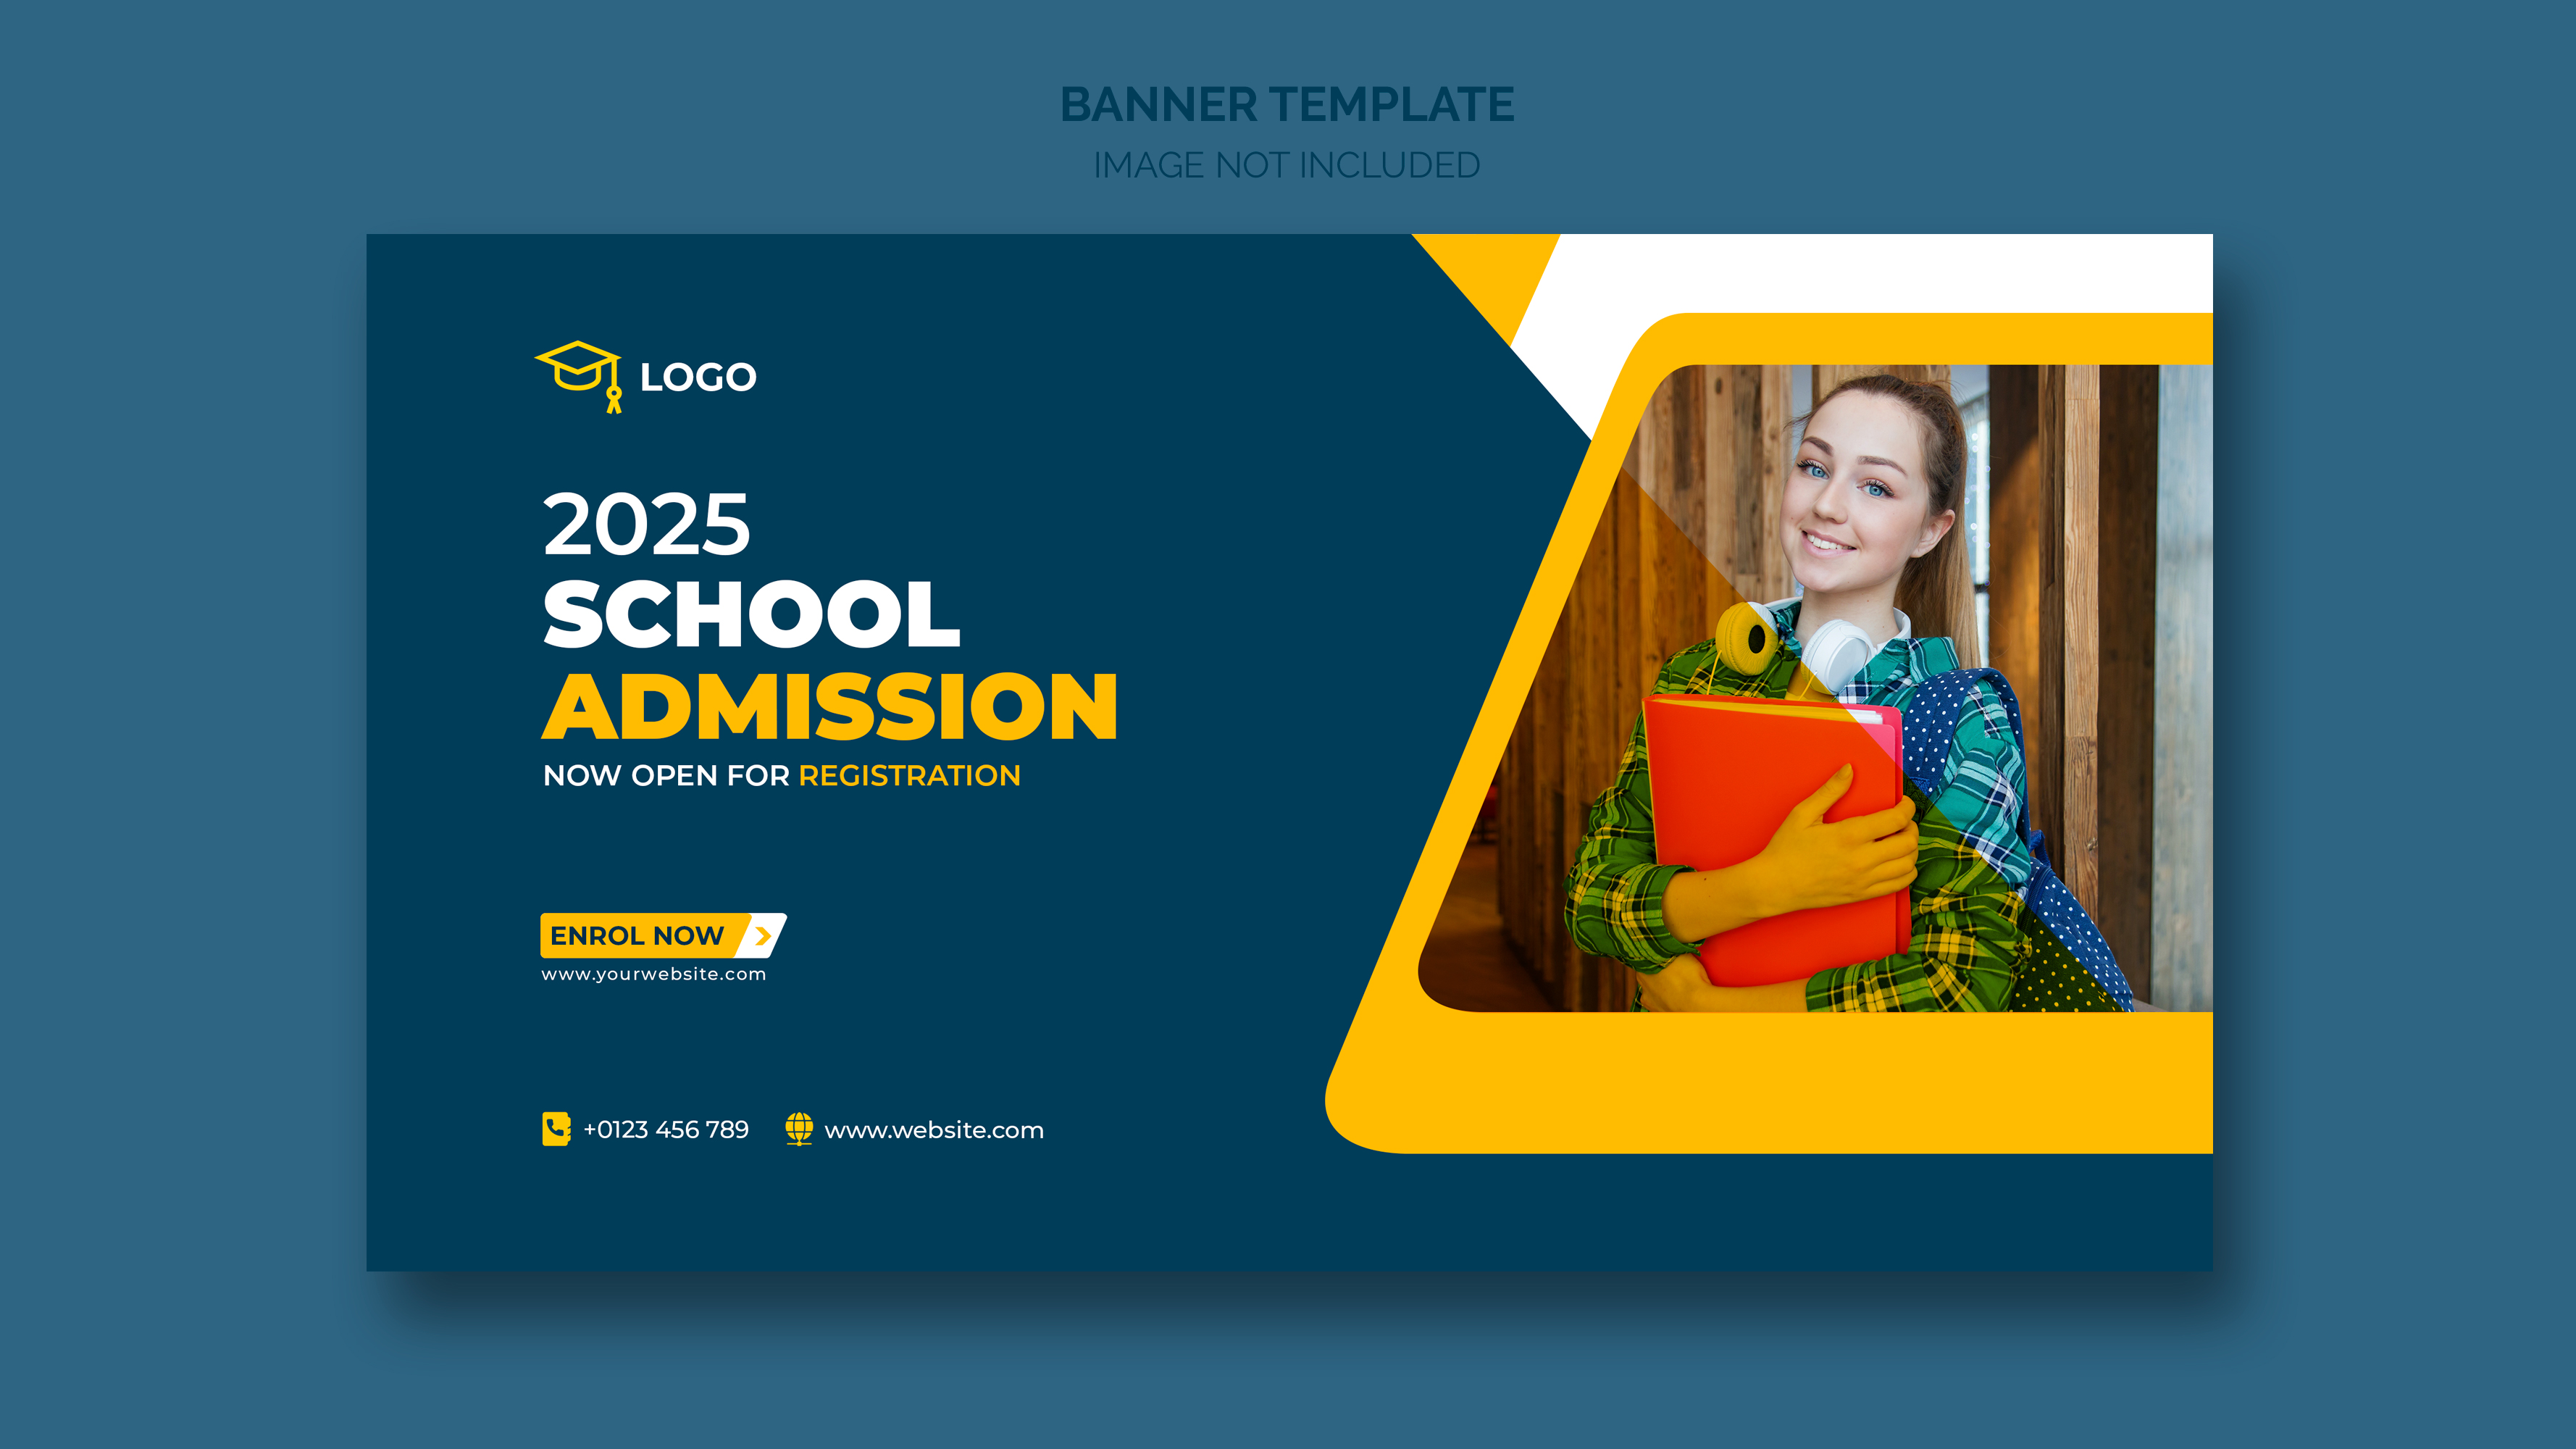 BANNER TEMPLATE
IMAGE NOT INCLUDED
LOGO
2025
SCHOOL
ADMISSION
NOW OPEN FOR REGISTRATION
ENROL NOW
www.yourwebsite.com
+0123 456 789 www.website.com